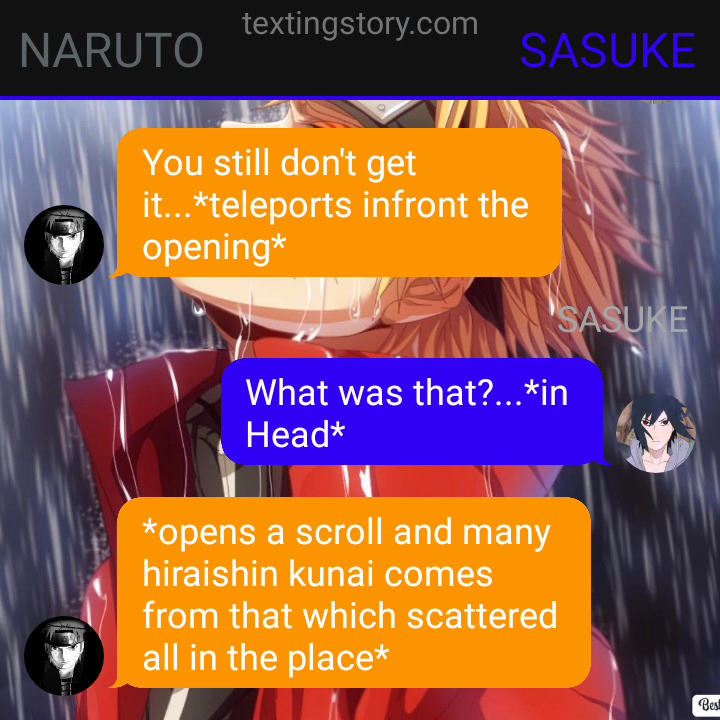 textingstory.com
NARUTO
SASUKE
You still don't get
it...*teleports infront the
opening*
SASUKE
What was that?...*in
Head*
*opens a scroll and many
hiraishin kunai comes
from that which scattered
all in the place*